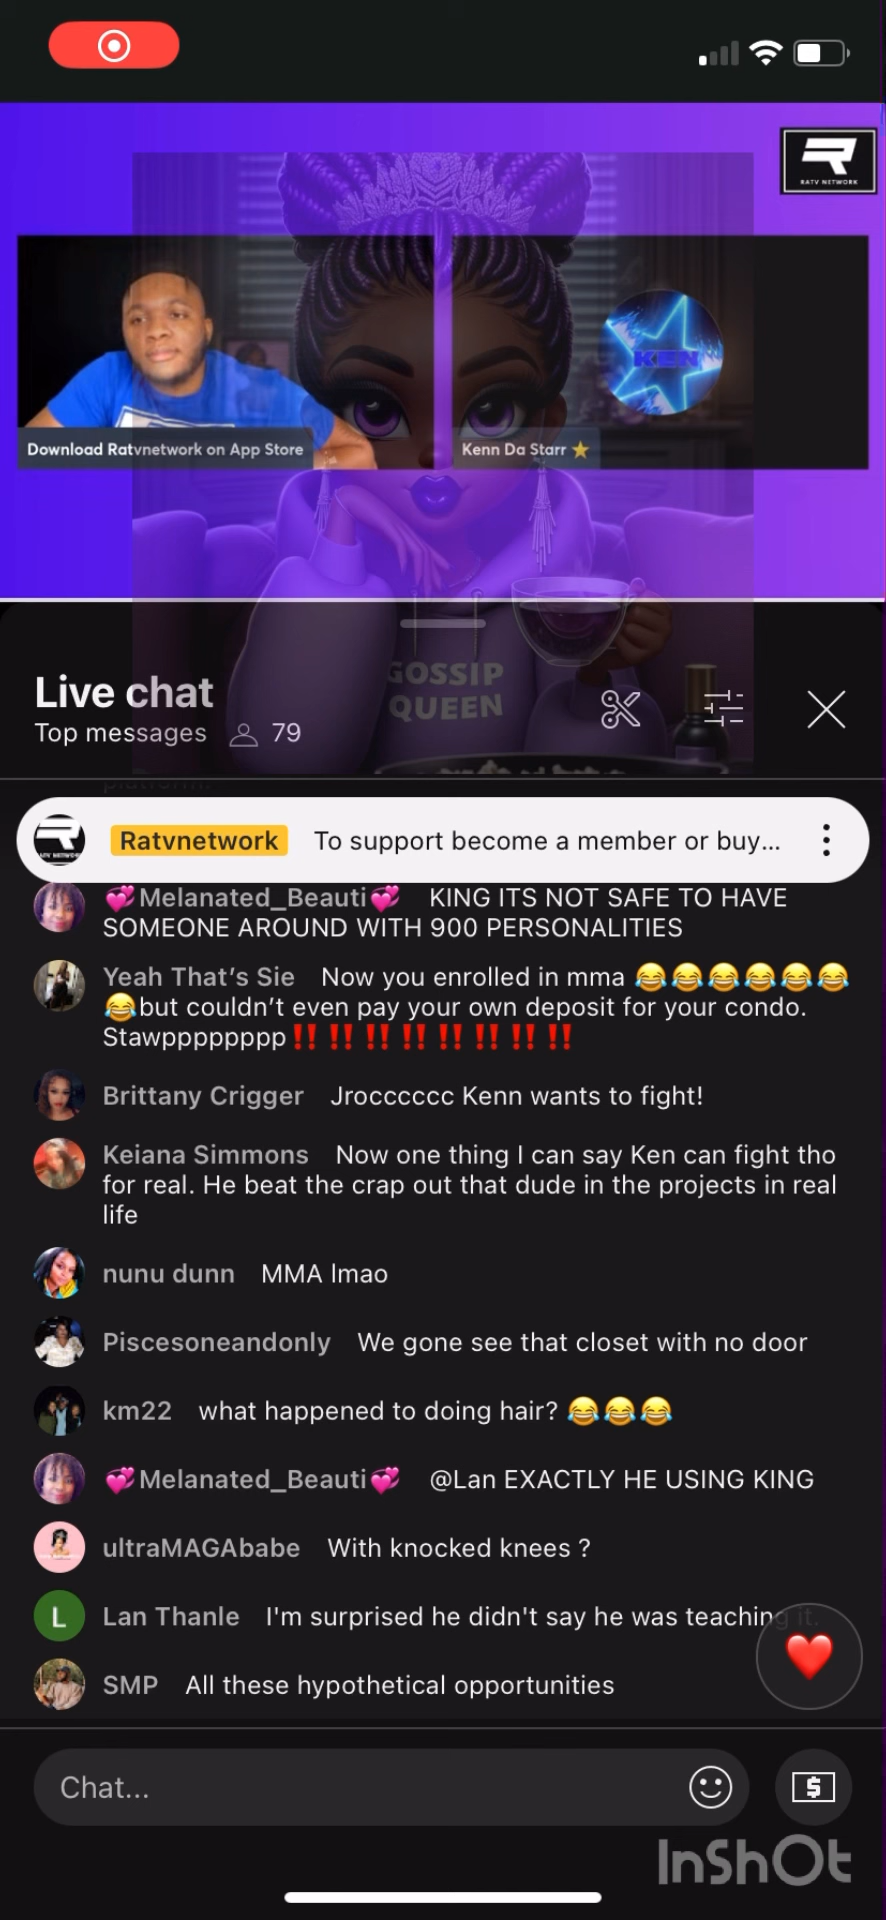 RATV NETWORK
KEN
Download Ratvnetwork on App Store
Kenn Da Starr ⭐
GOSSIP
QUEEN
Live chat
Top messages 79
Ratvnetwork To support become a member or buy...
💞Melanated_Beauti💞 KING ITS NOT SAFE TO HAVE
SOMEONE AROUND WITH 900 PERSONALITIES
Yeah That's Sie Now you enrolled in mma 😂😂😂😂😂😂
😂but couldn't even pay your own deposit for your condo.
Stawpppppppp‼️‼️‼️‼️‼️‼️‼️‼️
Brittany Crigger Jrocccccc Kenn wants to fight!
Keiana Simmons Now one thing I can say Ken can fight tho
for real. He beat the crap out that dude in the projects in real
life
nunu dunn MMA lmao
Piscesoneandonly We gone see that closet with no door
km22 what happened to doing hair? 😂😂😂
💞Melanated_Beauti💞 @Lan EXACTLY HE USING KING
ultraMAGAbabe With knocked knees ?
L Lan Thanle I'm surprised he didn't say he was teaching it.
SMP All these hypothetical opportunities
Chat...
InShOt